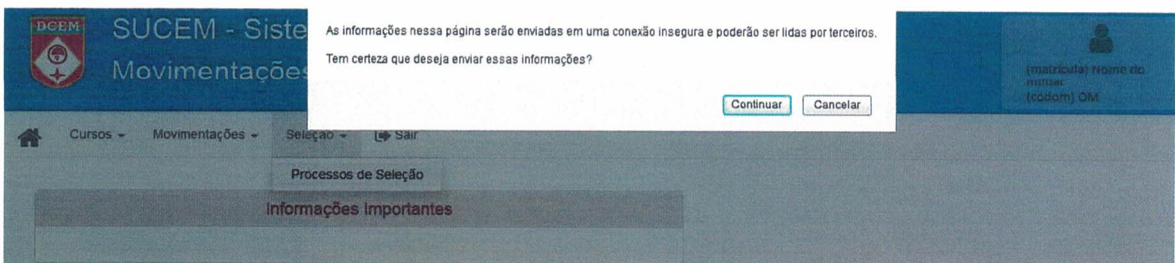 DCEM
SUCEM - Siste
Movimentações
As informações nessa página serão enviadas em uma conexão insegura e poderão ser lidas por terceiros.
Tem certeza que deseja enviar essas informações?
Continuar Cancelar
(matrícula) Nome do
militar
(codom) OM
Cursos Movimentações Seleção Sair
Processos de Seleção
Informações Importantes